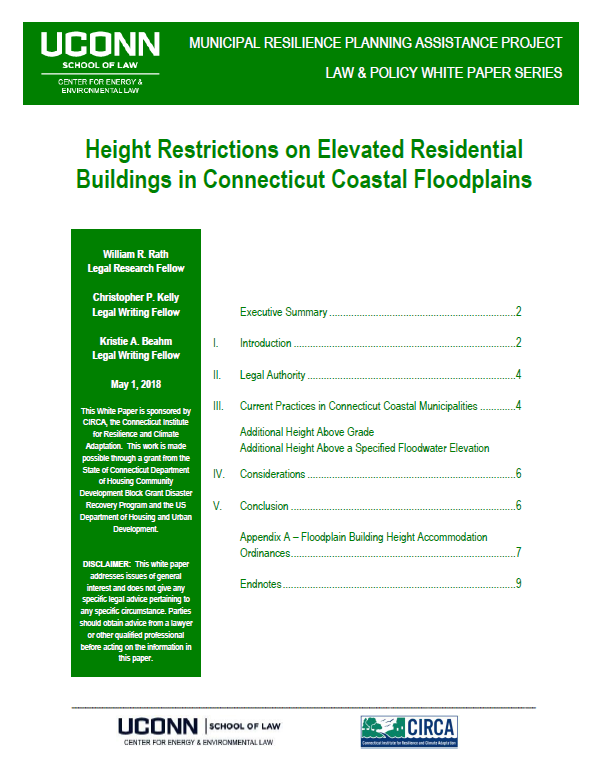 UCONN
SCHOOL OF LAW
CENTER FOR ENERGY &
ENVIRONMENTAL LAW
MUNICIPAL RESILIENCE PLANNING ASSISTANCE PROJECT
LAW & POLICY WHITE PAPER SERIES
Height Restrictions on Elevated Residential
Buildings in Connecticut Coastal Floodplains
William R. Rath
Legal Research Fellow
Christopher P. Kelly
Legal Writing Fellow
Kristie A. Beahm
Legal Writing Fellow
May 1, 2018
This White Paper is sponsored by
CIRCA, the Connecticut Institute
for Resilience and Climate
Adaptation. This work is made
possible through a grant from the
State of Connecticut Department
of Housing Community
Development Block Grant Disaster
Recovery Program and the US
Department of Housing and Urban
Development.
DISCLAIMER: This white paper
addresses issues of general
interest and does not give any
specific legal advice pertaining to
any specific circumstance. Parties
should obtain advice from a lawyer
or other qualified professional
before acting on the information in
this paper.
Executive Summary ..................................................................2
I. Introduction ...............................................................................2
II. Legal Authority ..........................................................................4
III. Current Practices in Connecticut Coastal Municipalities .............4
Additional Height Above Grade
Additional Height Above a Specified Floodwater Elevation
IV. Considerations ..........................................................................6
V. Conclusion ................................................................................6
Appendix A – Floodplain Building Height Accommodation
Ordinances................................................................................7
Endnotes ..................................................................................9
UCONN | SCHOOL OF LAW
CENTER FOR ENERGY & ENVIRONMENTAL LAW
CIRCA
Connecticut Institute for Resilience and Climate Adaptation